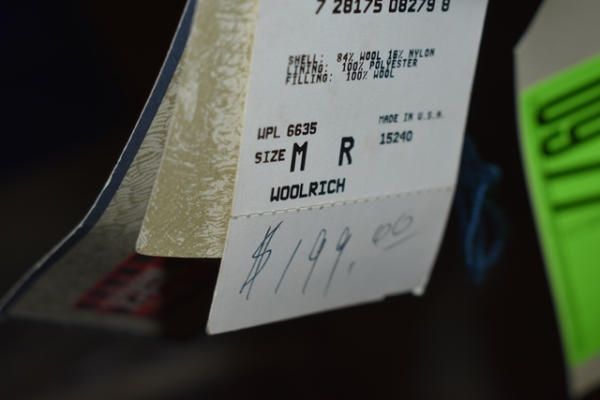 7 28175 08279 8
SHELL: 84% WOOL 16% NYLON
LINING: 100% POLYESTER
FILLING: 100% WOOL
WPL 6635
MADE IN U.S.A.
SIZE M R
15240
WOOLRICH
$199.00